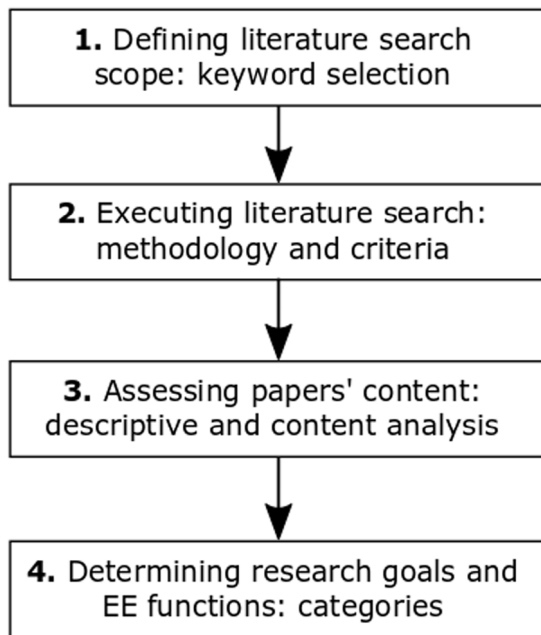 1. Defining literature search
scope: keyword selection
2. Executing literature search:
methodology and criteria
3. Assessing papers' content:
descriptive and content analysis
4. Determining research goals and
EE functions: categories